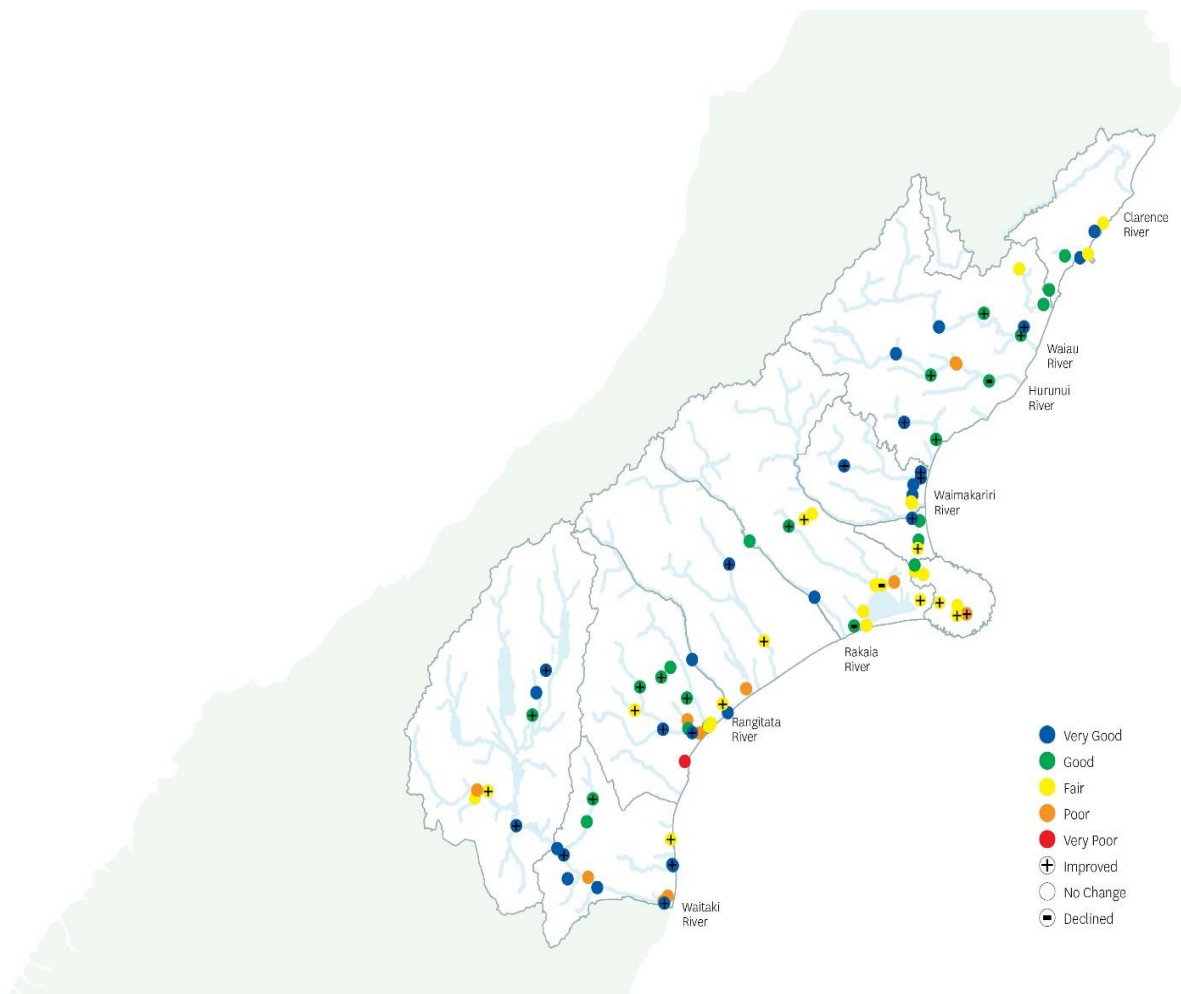 Clarence
River
Waiau
River
Hurunui
River
Waimakariri
River
Rakaia
River
Rangitata
River
Waitaki
River
Very Good
Good
Fair
Poor
Very Poor
Improved
No Change
Declined